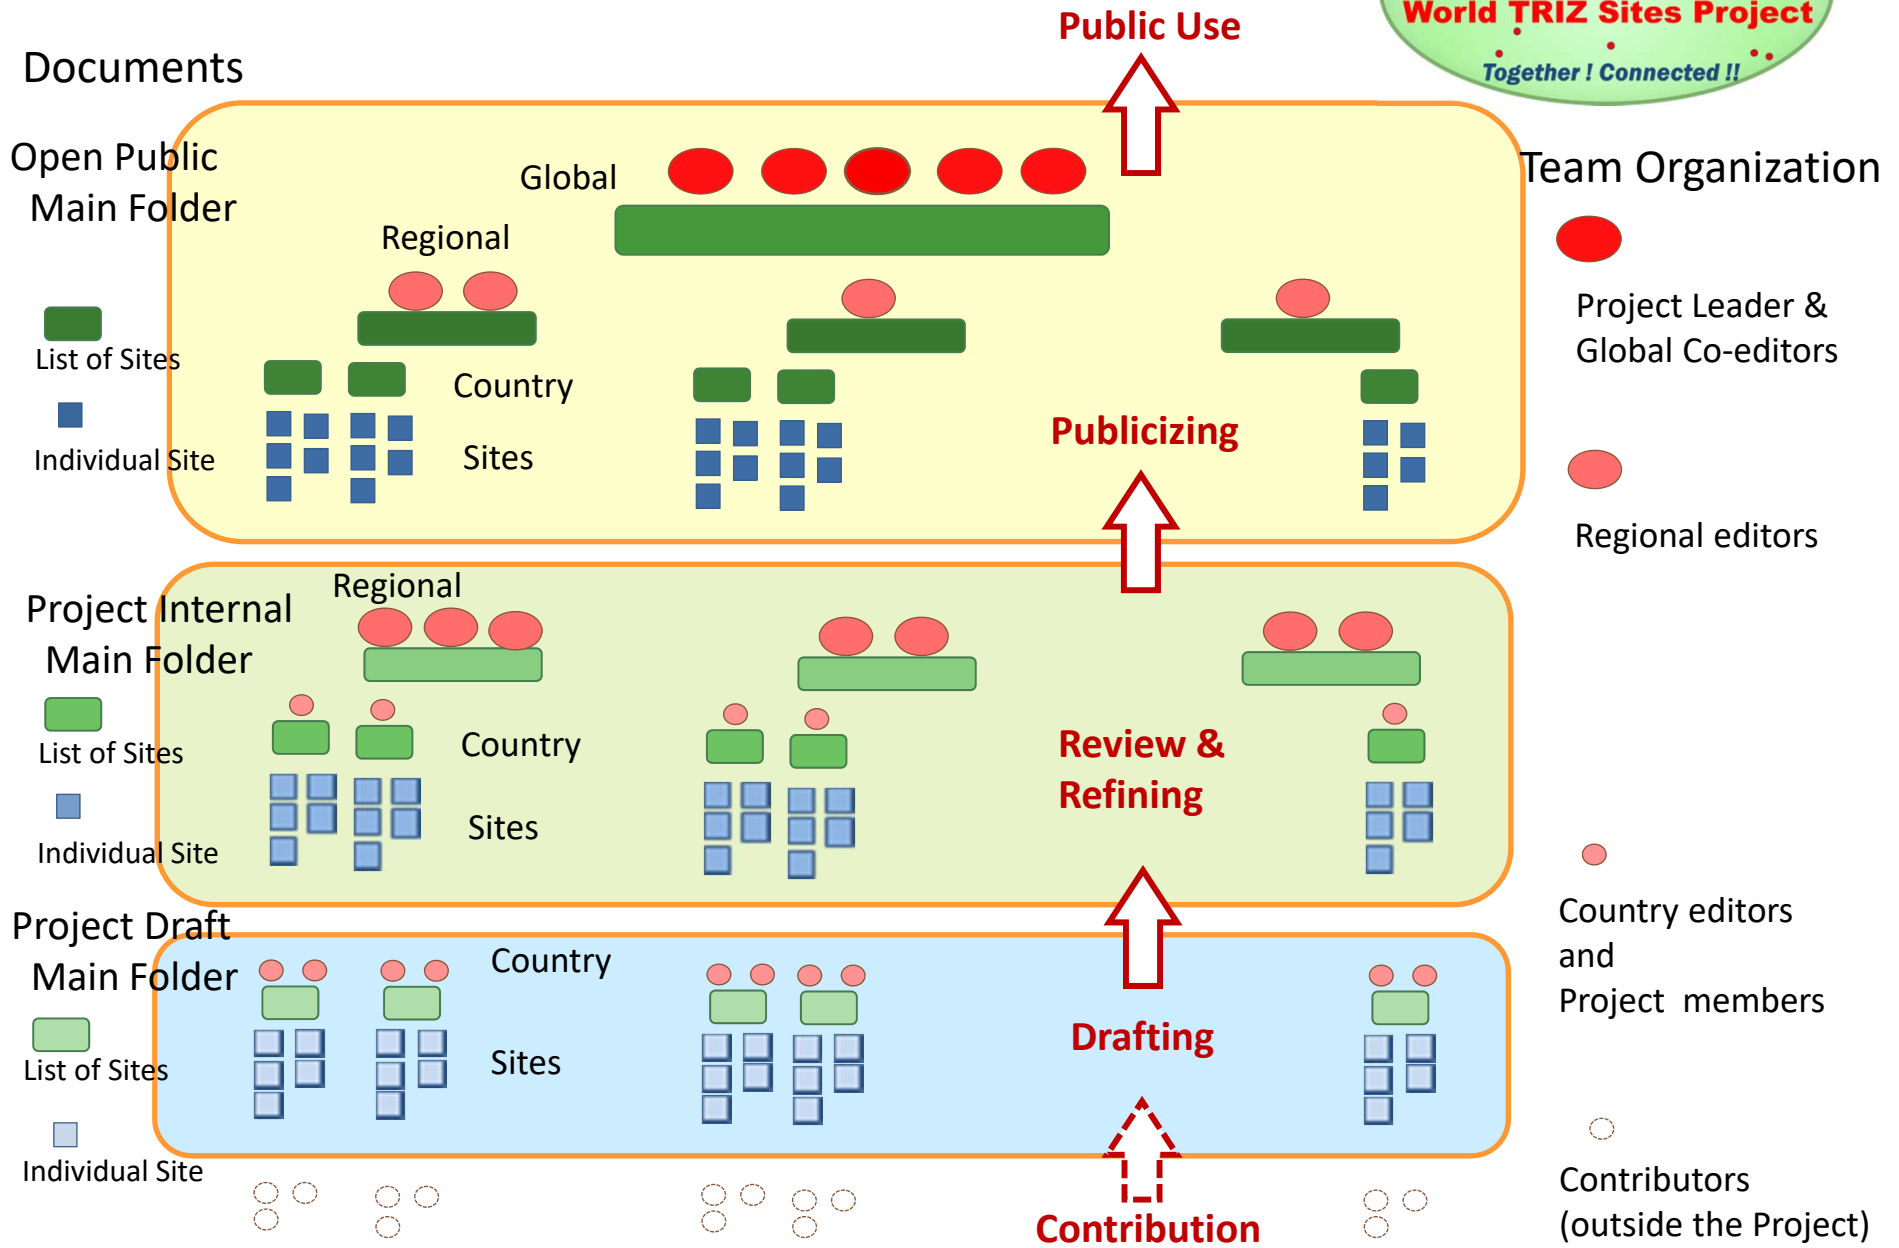 World TRIZ Sites Project
Together ! Connected !!
Public Use
Documents
Open Public
Main Folder
Global
Regional
Team Organization
Project Leader &
Global Co-editors
List of Sites
Country
Individual Site
Sites
Publicizing
Regional editors
Project Internal
Main Folder
Regional
List of Sites
Country
Review &
Refining
Individual Site
Sites
Country editors
and
Project members
Project Draft
Main Folder
Country
List of Sites
Sites
Drafting
Individual Site
Contribution
Contributors
(outside the Project)